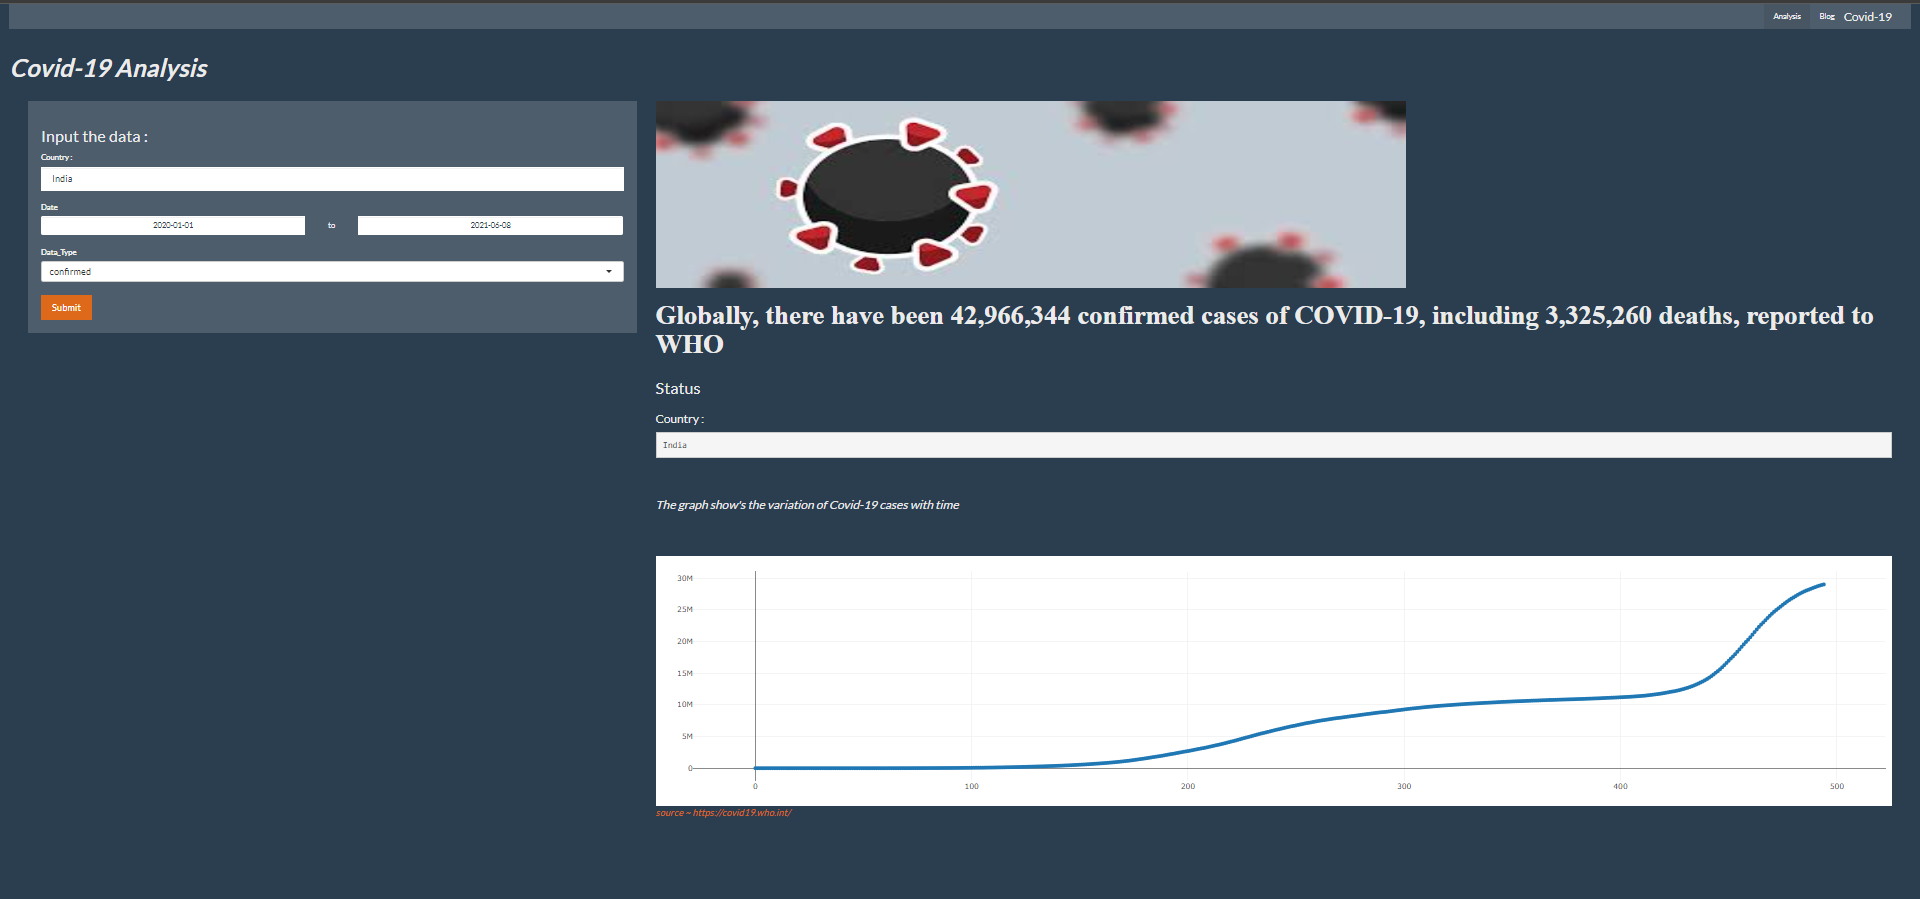 Analysis Blog Covid-19
Covid-19 Analysis
Input the data :
Country :
India
Date
2020-01-01 to 2021-06-08
Data_Type
confirmed
Submit
Globally, there have been 42,966,344 confirmed cases of COVID-19, including 3,325,260 deaths, reported to
WHO
Status
Country :
India
The graph show's the variation of Covid-19 cases with time
30M
25M
20M
15M
10M
5M
0
0 100 200 300 400 500
source = https://covid19.who.int/